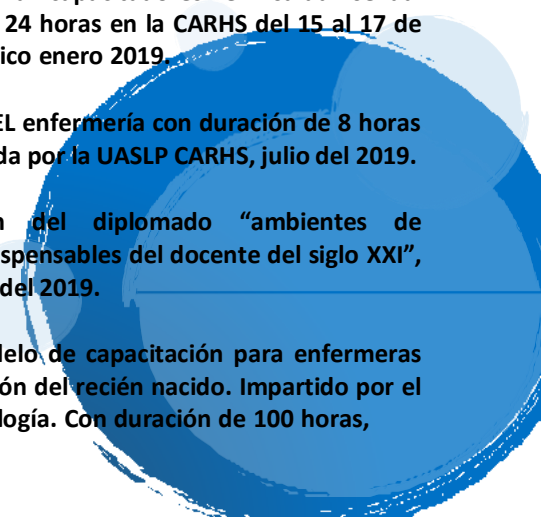 24 horas en la CARHS del 15 al 17 de
ico enero 2019.
EL enfermería con duración de 8 horas
da por la UASLP CARHS, julio del 2019.
n del diplomado “ambientes de
spensables del docente del siglo XXI”,
del 2019.
delo de capacitación para enfermeras
ón del recién nacido. Impartido por el
ología. Con duración de 100 horas,